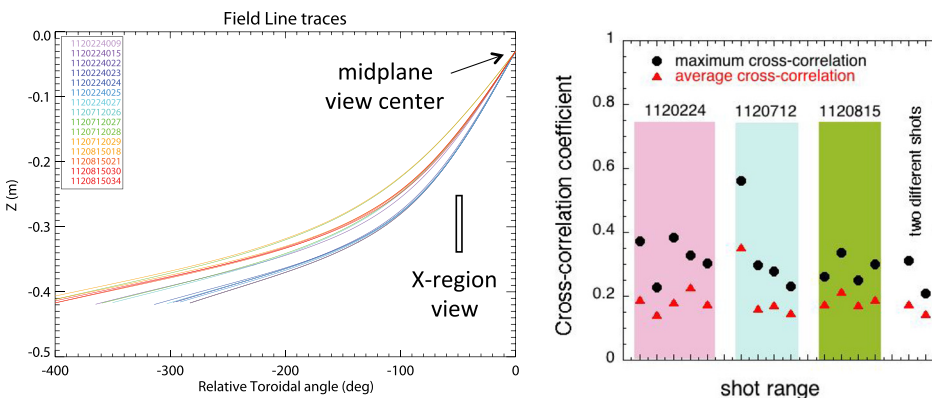 Field Line traces
0.0
-0.1
-0.2
-0.3
-0.4
-0.5
Z (m)
1120224009
1120224015
1120224022
1120224023
1120224024
1120224025
1120224027
1120712026
1120712027
1120712028
1120712029
1120815018
1120815021
1120815030
1120815034
midplane
view center
X-region
view
-400
-300
-200
-100
0
Relative Toroidal angle (deg)
1
0.8
0.6
0.4
0.2
0
Cross-correlation coefficient
maximum cross-correlation
average cross-correlation
1120224
1120712
1120815
two different shots
shot range